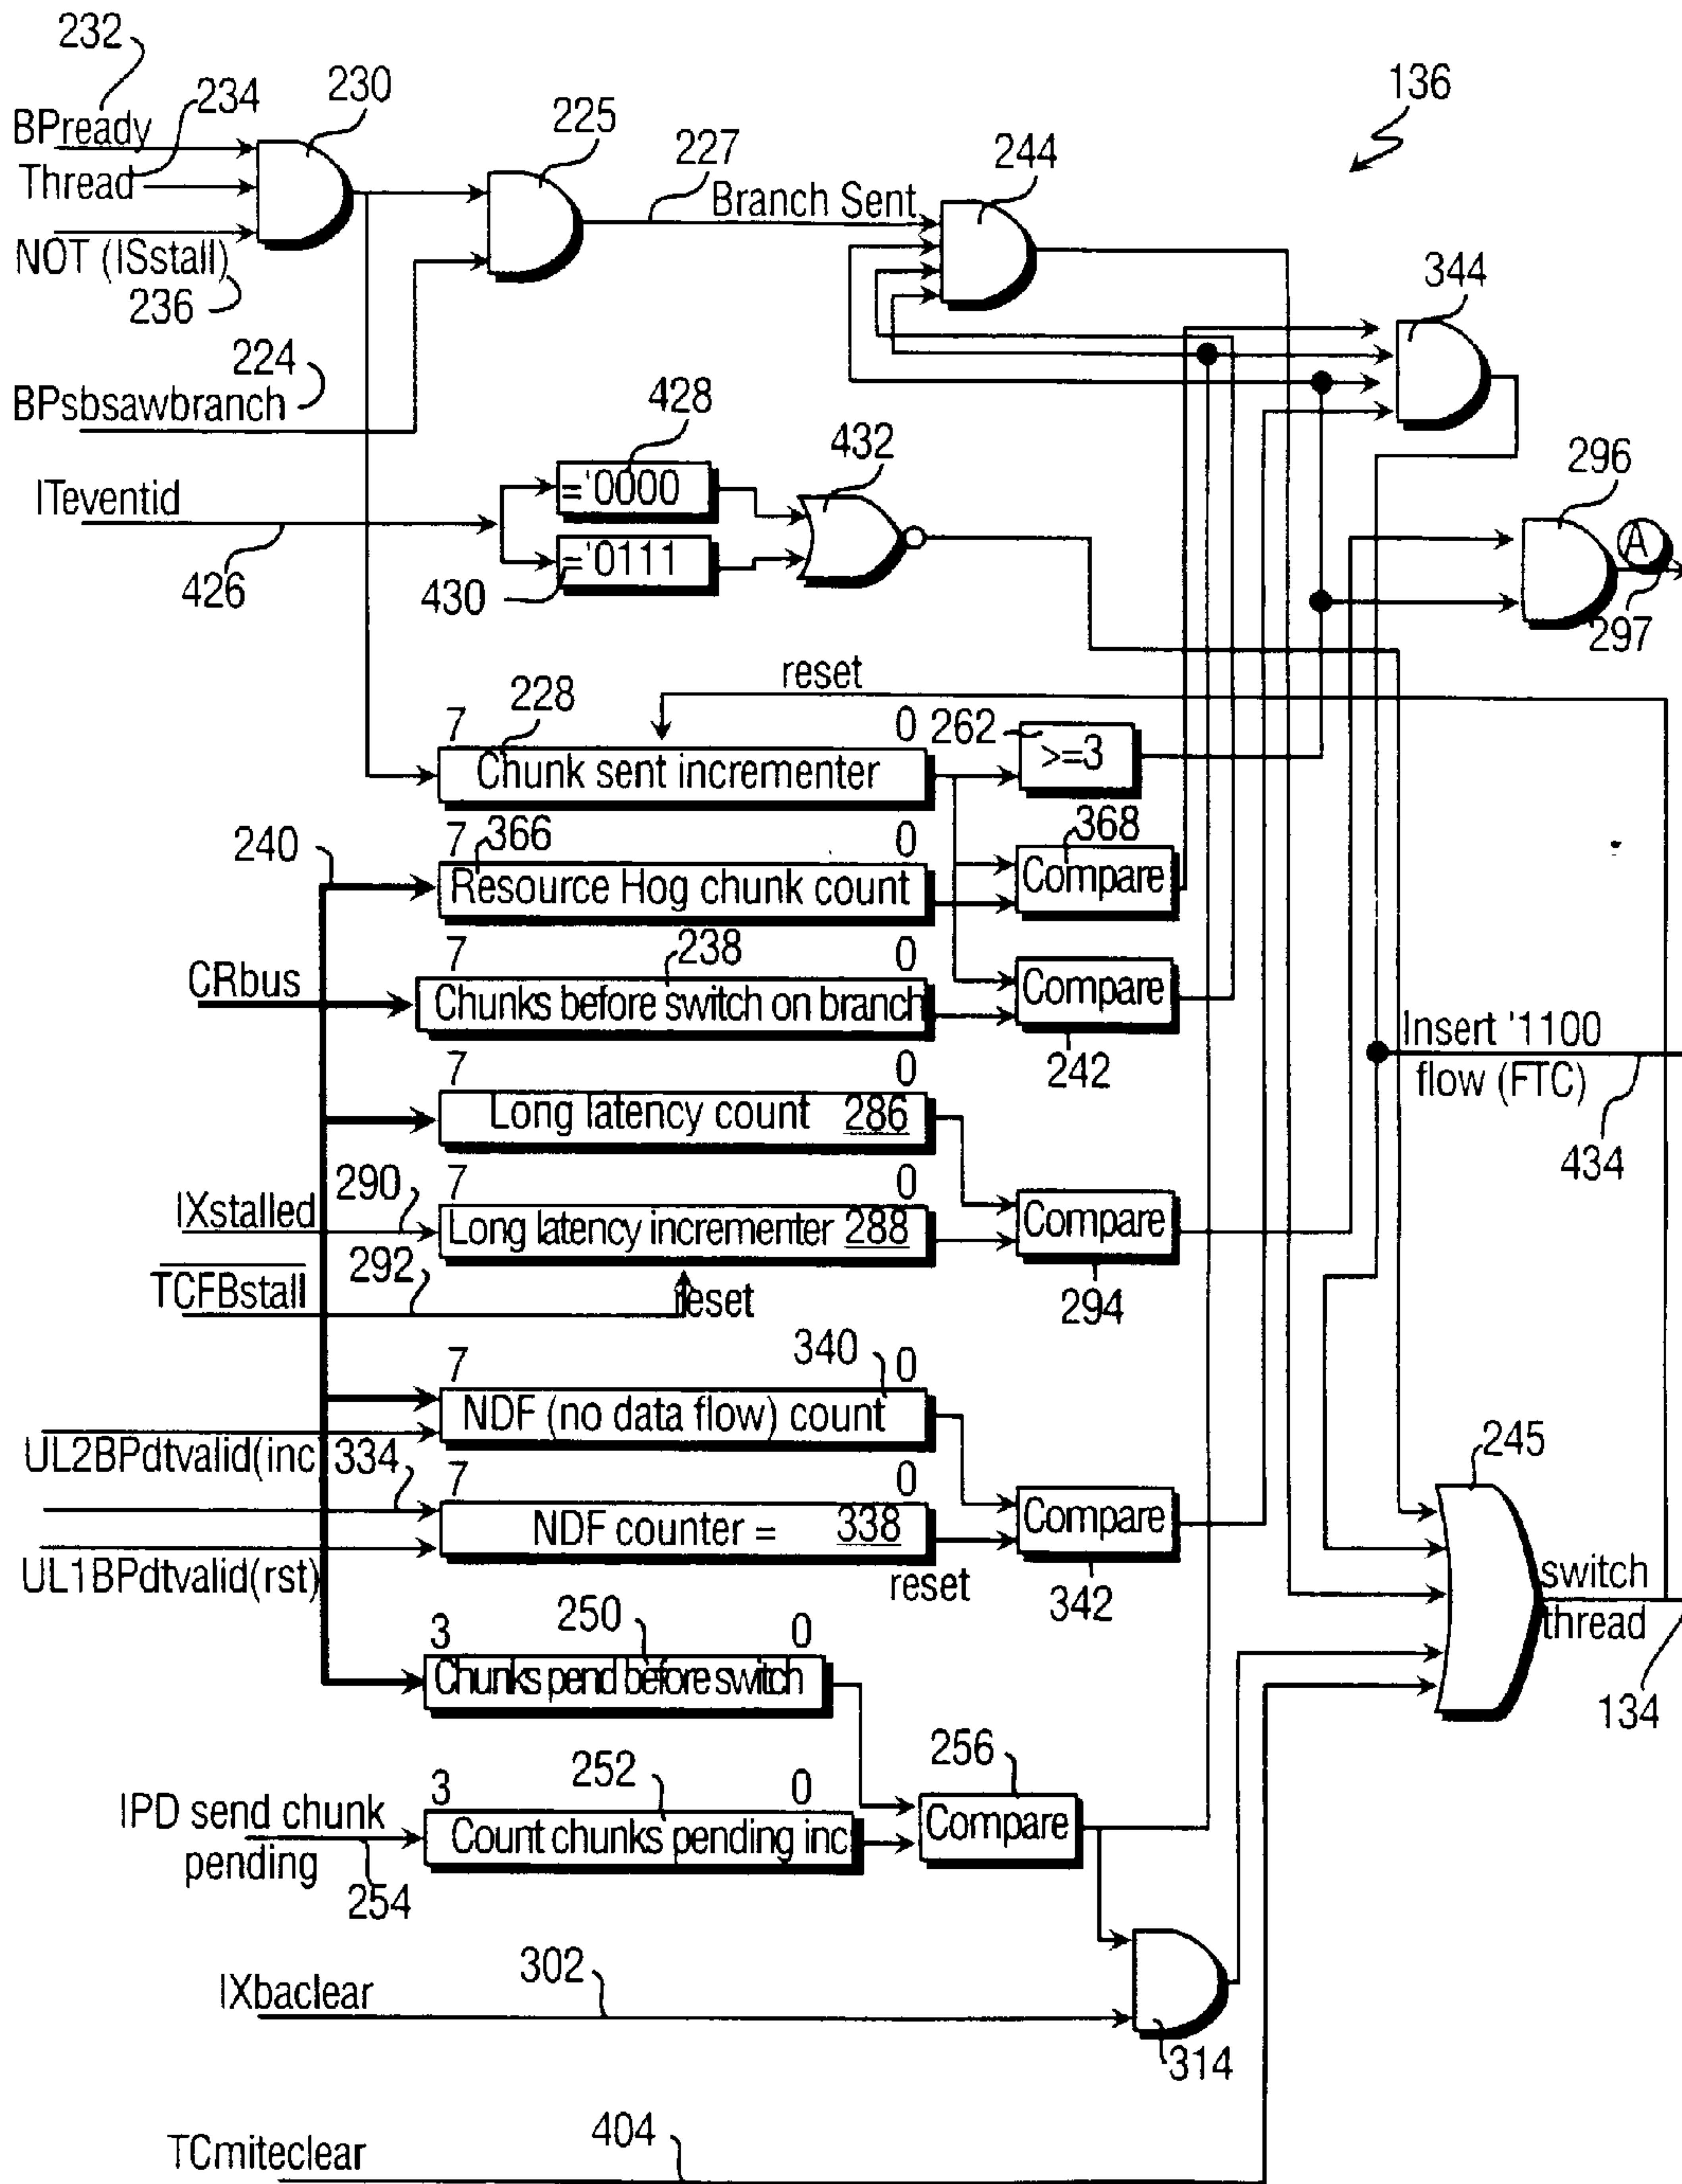 232
234
230
136
BPready
225
Thread
227
244
Branch Sent
NOT (ISstall)
236
344
224
BPsbsawbranch
428
='0000
432
296
ITeventid
A
='0111
430
426
297
reset
7
228
0
262
Chunk sent incrementer
>=3
7
366
0
368
240
Resource Hog chunk count
Compare
7
238
0
CRbus
Chunks before switch on branch
Compare
242
Insert '1100
flow (FTC)
434
7
0
Long latency count 286
290
7
0
IXstalled
Long latency incrementer 288
Compare
292
TCFBstall
reset
294
7
340
0
NDF (no data flow) count
UL2BPdtvalid(inc
334
7
0
245
NDF counter = 338
Compare
UL1BPdtvalid(rst)
reset
342
switch
thread
134
3
250
0
Chunks pend before switch
256
3
252
0
IPD send chunk
pending
Count chunks pending inc
Compare
254
IXbaclear
302
314
TCmiteclear
404